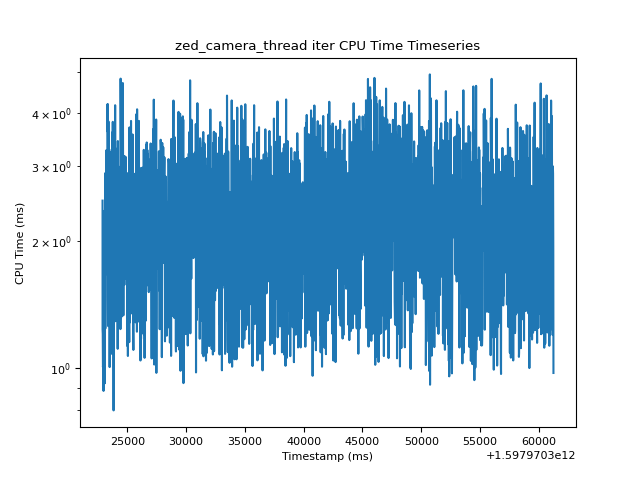 zed_camera_thread iter CPU Time Timeseries
CPU Time (ms)
4 × 10⁰
3 × 10⁰
2 × 10⁰
10⁰
25000 30000 35000 40000 45000 50000 55000 60000
Timestamp (ms)
+1.5979703e12